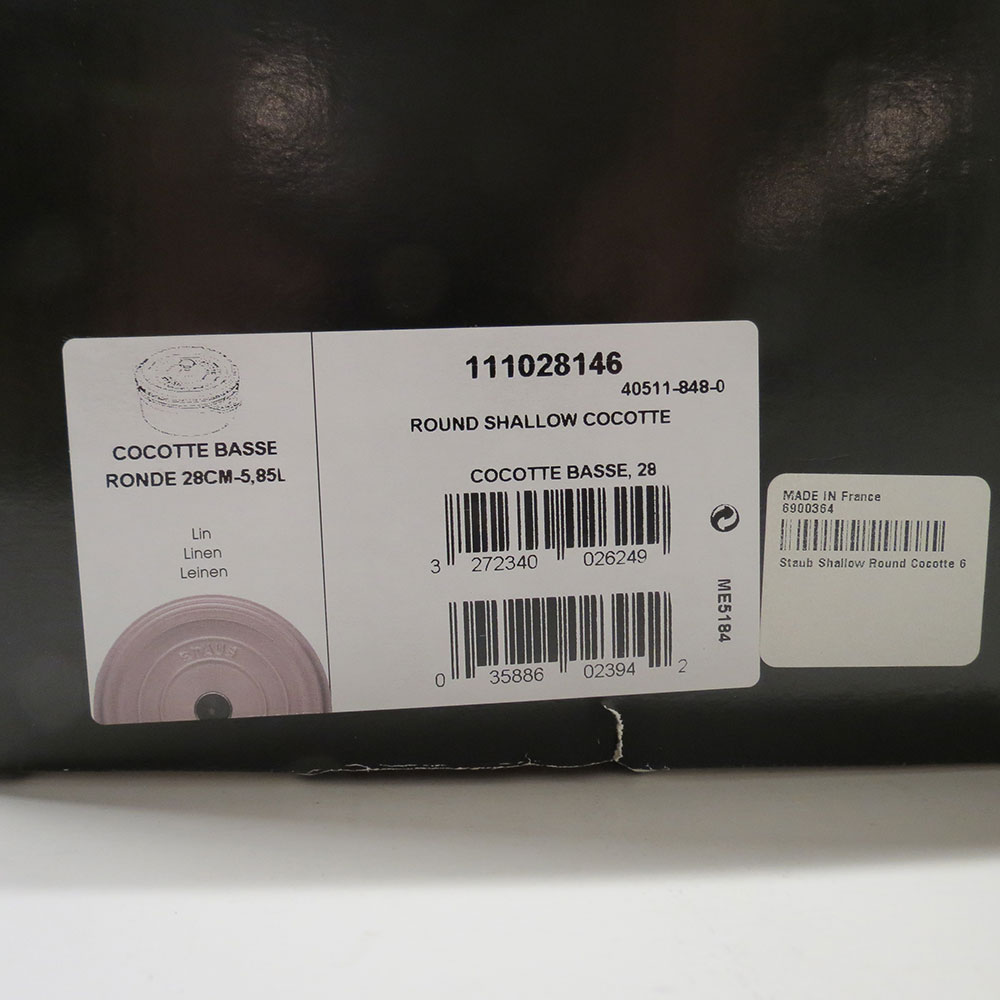 COCOTTE BASSE
RONDE 28CM-5,85L
Lin
Linen
Leinen
STAUB
111028146
40511-848-0
ROUND SHALLOW COCOTTE
COCOTTE BASSE, 28
3 272340 026249
0 35886 02394 2
ME5184
MADE IN France
6900364
Staub Shallow Round Cocotte 6